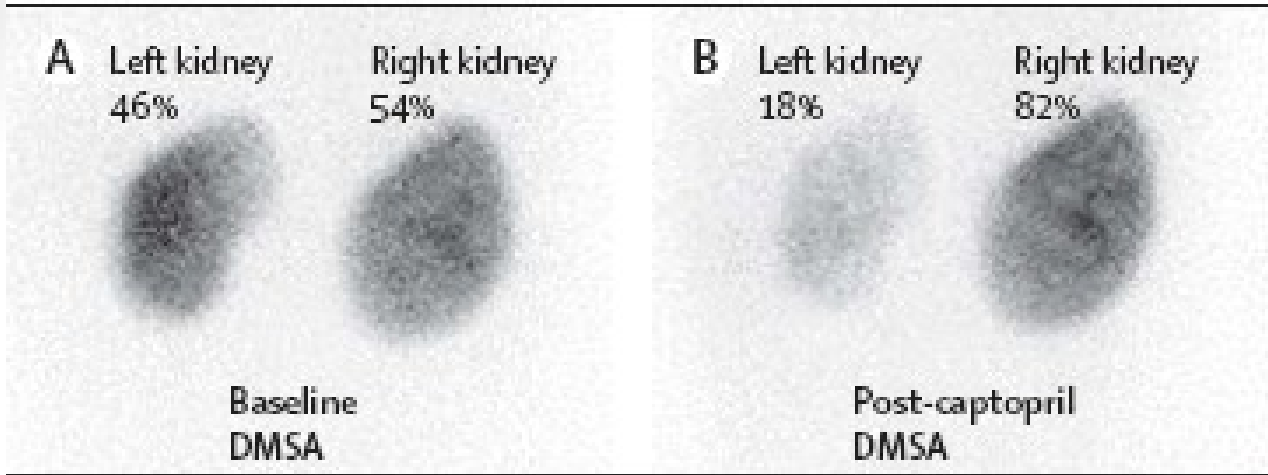 A Left kidney Right kidney
46% 54%
Baseline
DMSA
B Left kidney Right kidney
18% 82%
Post-captopril
DMSA